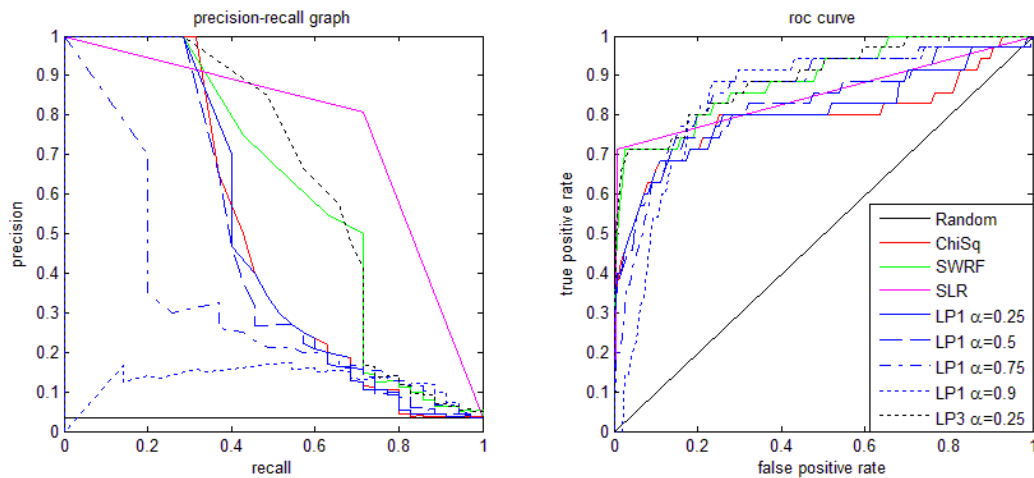 precision-recall graph
1
0.9
0.8
0.7
0.6
0.5
0.4
0.3
0.2
0.1
0
precision
0
0.2
0.4
0.6
0.8
1
recall
roc curve
1
0.9
0.8
0.7
0.6
0.5
0.4
0.3
0.2
0.1
0
true positive rate
0
0.2
0.4
0.6
0.8
1
false positive rate
Random
ChiSq
SWRF
SLR
LP1 α=0.25
LP1 α=0.5
LP1 α=0.75
LP1 α=0.9
LP3 α=0.25